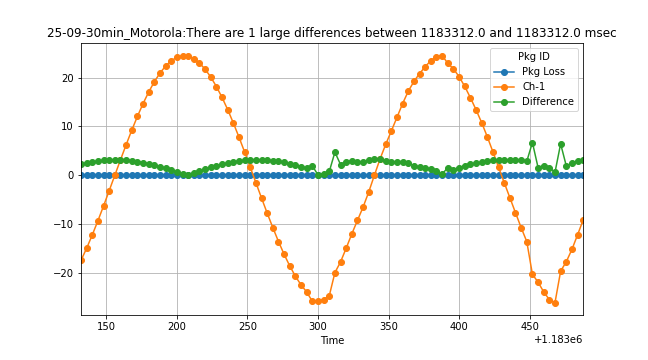 25-09-30min_Motorola:There are 1 large differences between 1183312.0 and 1183312.0 msec
Pkg ID
Pkg Loss
Ch-1
Difference
20
10
0
−10
−20
150 200 250 300 350 400 450
+1.183e6
Time